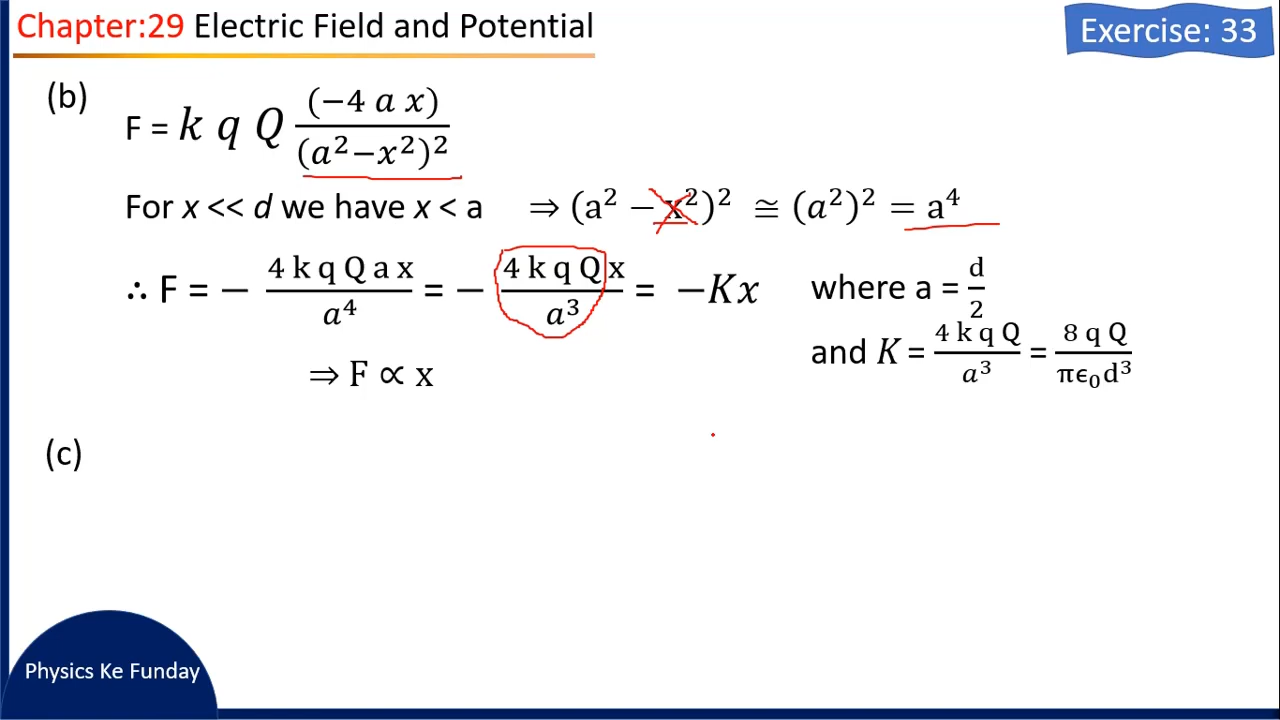 Chapter:29 Electric Field and Potential
Exercise: 33
(b)
F = k q Q (−4 a x) / (a² − x²)²
For x << d we have x < a ⇒ (a² − x²)² ≅ (a²)² = a⁴
∴ F = − 4 k q Q a x / a⁴ = − 4 k q Q x / a³ = −Kx where a = d / 2
and K = 4 k q Q / a³ = 8 q Q / πϵ₀d³
⇒ F ∝ x
(c)
Physics Ke Funday